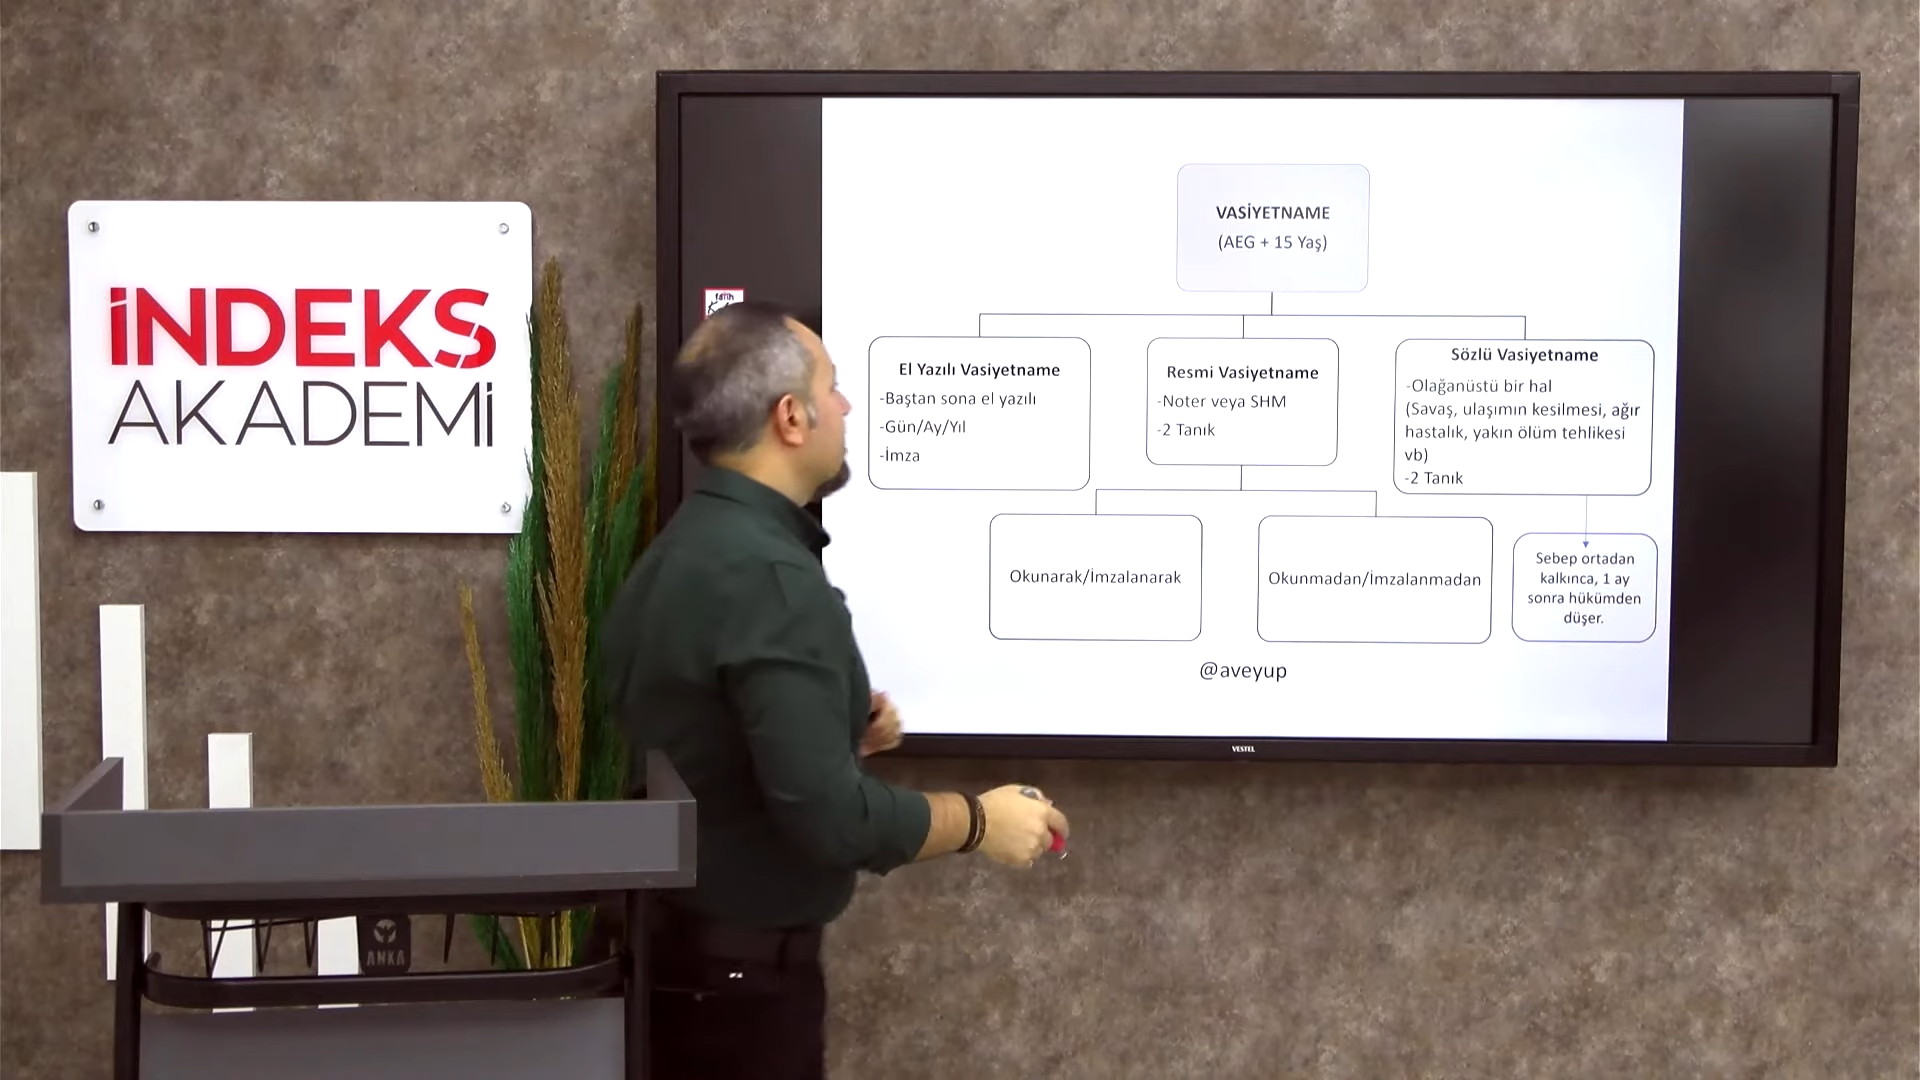 İNDEKS
AKADEMİ
fatih
VASİYETNAME
(AEG + 15 Yaş)
El Yazılı Vasiyetname
-Baştan sona el yazılı
-Gün/Ay/Yıl
-İmza
Resmi Vasiyetname
-Noter veya SHM
-2 Tanık
Sözlü Vasiyetname
-Olağanüstü bir hal
(Savaş, ulaşımın kesilmesi, ağır
hastalık, yakın ölüm tehlikesi
vb)
-2 Tanık
Okunarak/İmzalanarak
Okunmadan/İmzalanmadan
Sebep ortadan
kalkınca, 1 ay
sonra hükümden
düşer.
@aveyup
VESTEL
ANKA